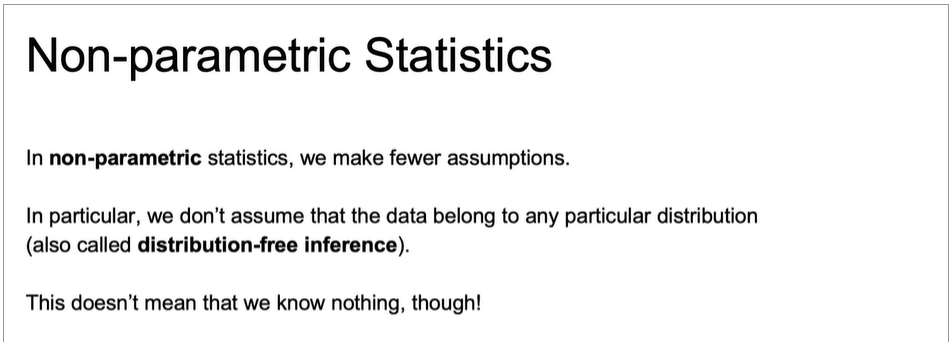 Non-parametric Statistics
In non-parametric statistics, we make fewer assumptions.
In particular, we don’t assume that the data belong to any particular distribution
(also called distribution-free inference).
This doesn’t mean that we know nothing, though!